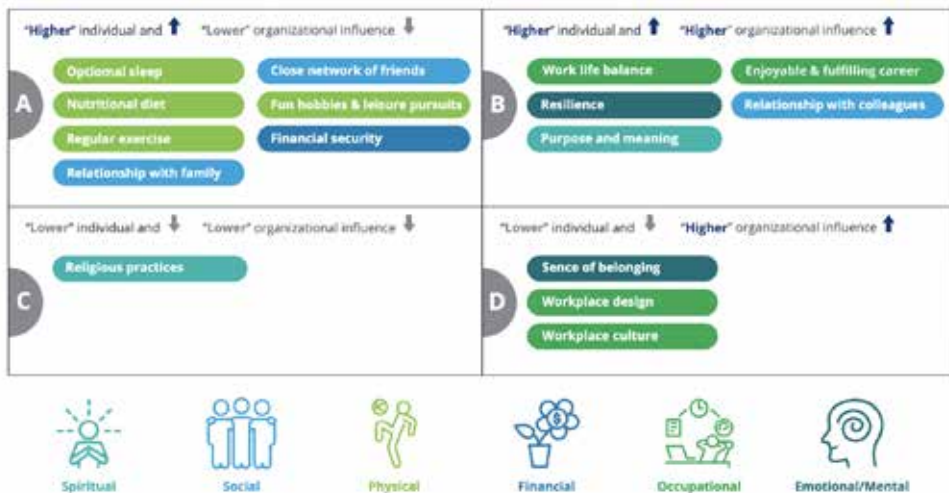 "Higher" individual and "Lower" organizational influence
A
Optiomal sleep
Close network of friends
Nutritional diet
Fun hobbies & leisure pursuits
Regular exercise
Financial security
Relationship with family
"Higher" individual and "Higher" organizational influence
B
Work life balance
Enjoyable & fulfilling career
Resilience
Relationship with colleagues
Purpose and meaning
"Lower" individual and "Lower" organizational influence
C
Religious practices
"Lower" individual and "Higher" organizational influence
D
Sence of belonging
Workplace design
Workplace culture
Spiritual
Social
Physical
Financial
Occupational
Emotional/Mental